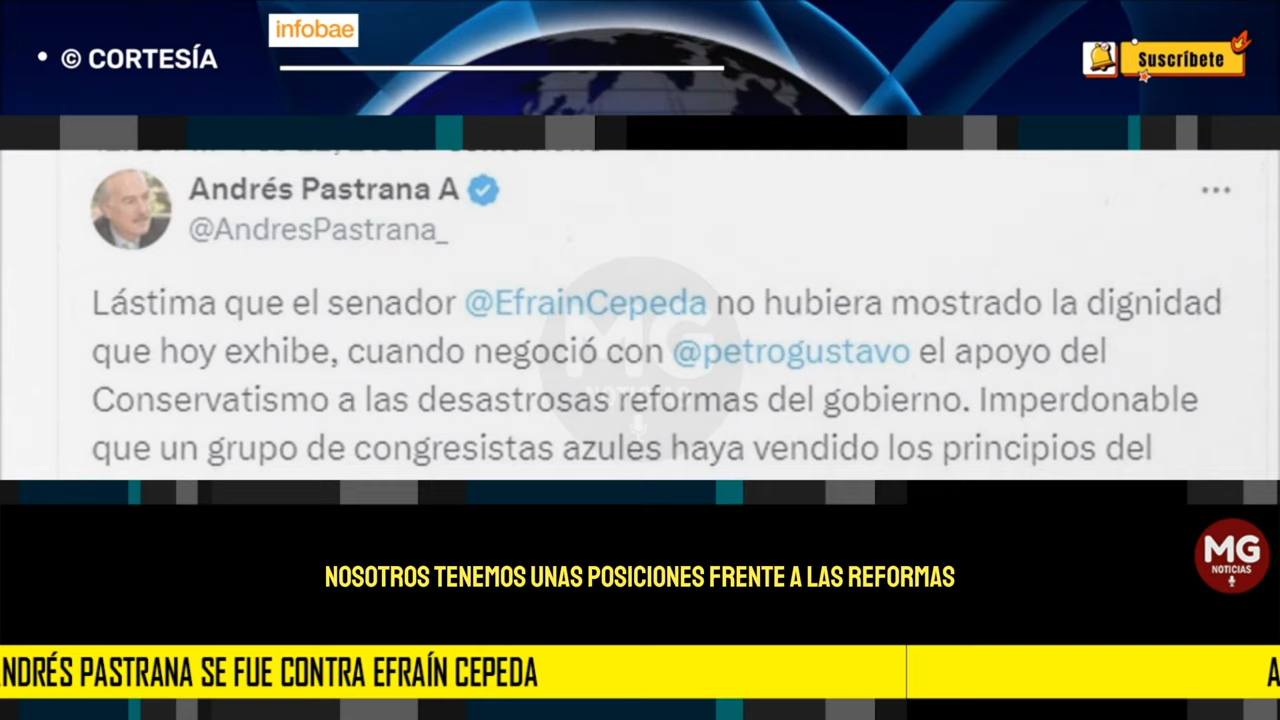 infobae
• © CORTESÍA
Suscríbete
Andrés Pastrana A
@AndresPastrana_
Lástima que el senador @EfrainCepeda no hubiera mostrado la dignidad
que hoy exhibe, cuando negoció con @petrogustavo el apoyo del
Conservatismo a las desastrosas reformas del gobierno. Imperdonable
que un grupo de congresistas azules haya vendido los principios del
MG
NOTICIAS
NOSOTROS TENEMOS UNAS POSICIONES FRENTE A LAS REFORMAS
MG
NOTICIAS
NDRÉS PASTRANA SE FUE CONTRA EFRAÍN CEPEDA
A